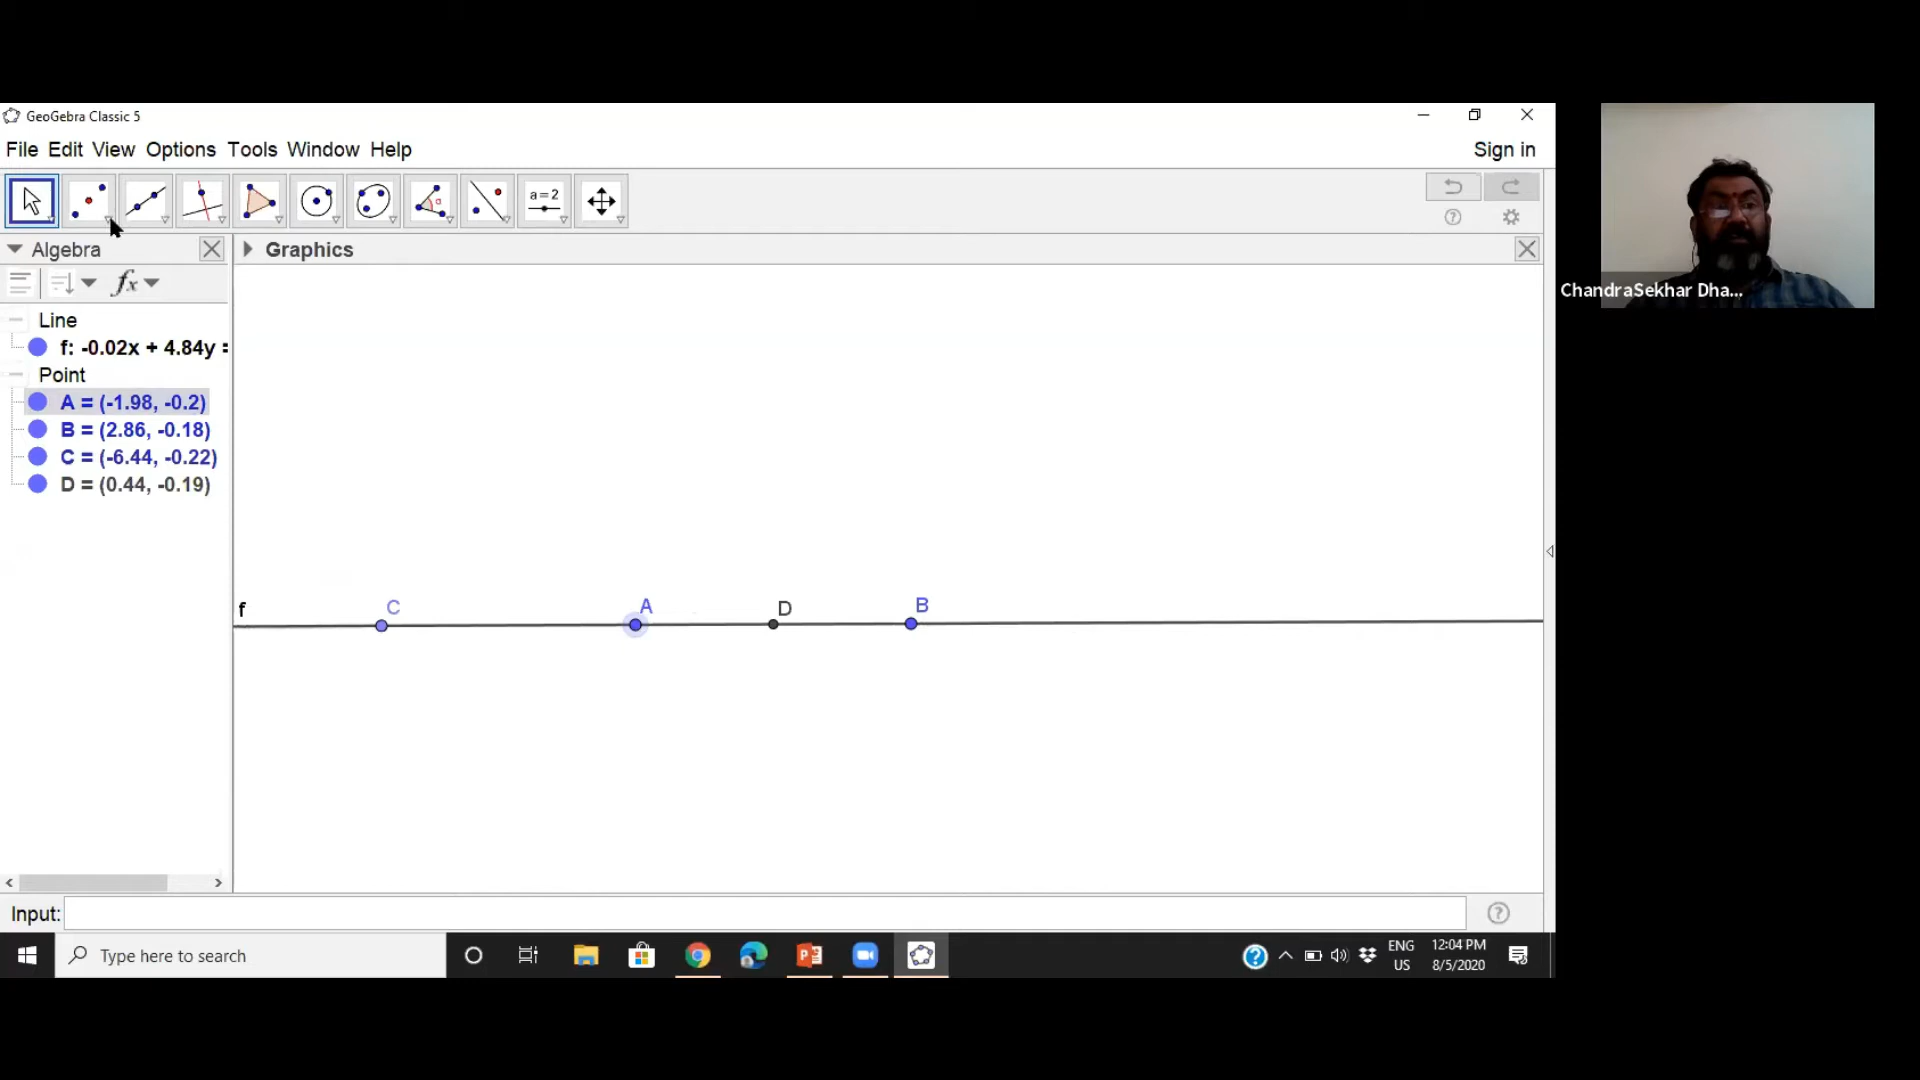 GeoGebra Classic 5
File Edit View Options Tools Window Help
Sign in
a=2
Algebra
Graphics
fx
Line
f: -0.02x + 4.84y =
Point
A = (-1.98, -0.2)
B = (2.86, -0.18)
C = (-6.44, -0.22)
D = (0.44, -0.19)
f
C
A
D
B
Input:
Type here to search
ENG
US
12:04 PM
8/5/2020
ChandraSekhar Dha...